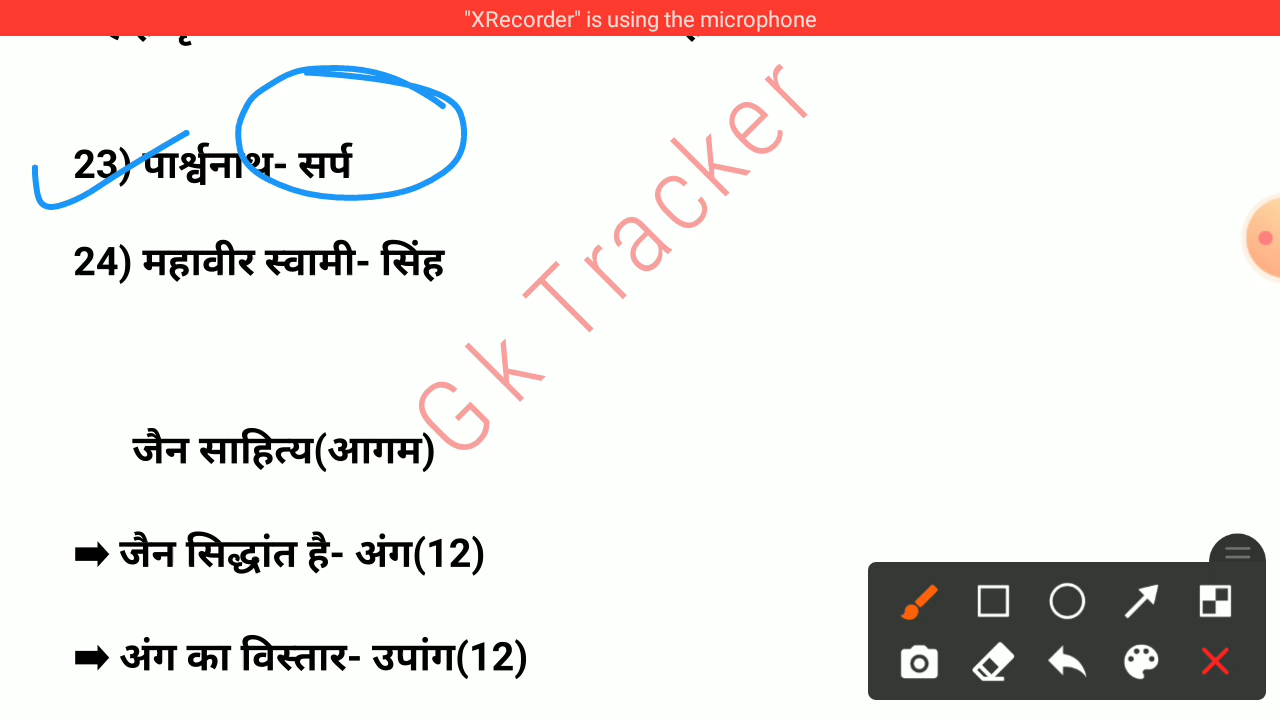 "XRecorder" is using the microphone
23) पार्श्वनाथ- सर्प
24) महावीर स्वामी- सिंह
Gk Tracker
जैन साहित्य(आगम)
➡ जैन सिद्धांत है- अंग(12)
➡ अंग का विस्तार- उपांग(12)